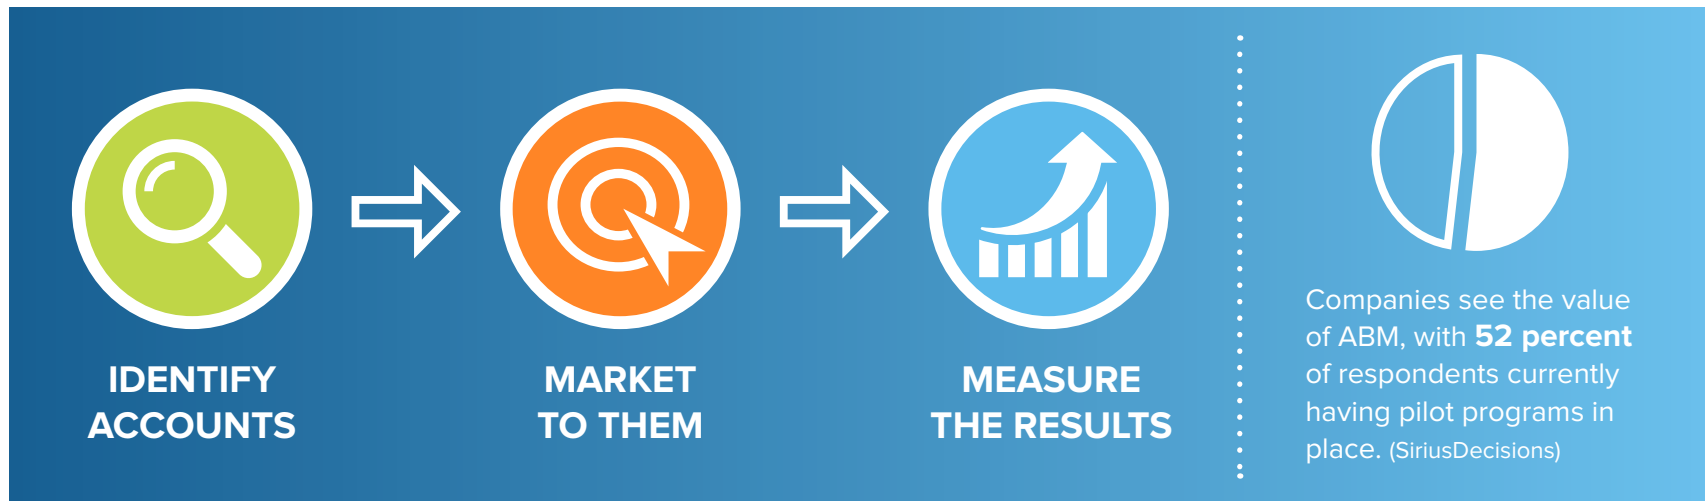 IDENTIFY
ACCOUNTS
MARKET
TO THEM
MEASURE
THE RESULTS
Companies see the value
of ABM, with 52 percent
of respondents currently
having pilot programs in
place. (SiriusDecisions)